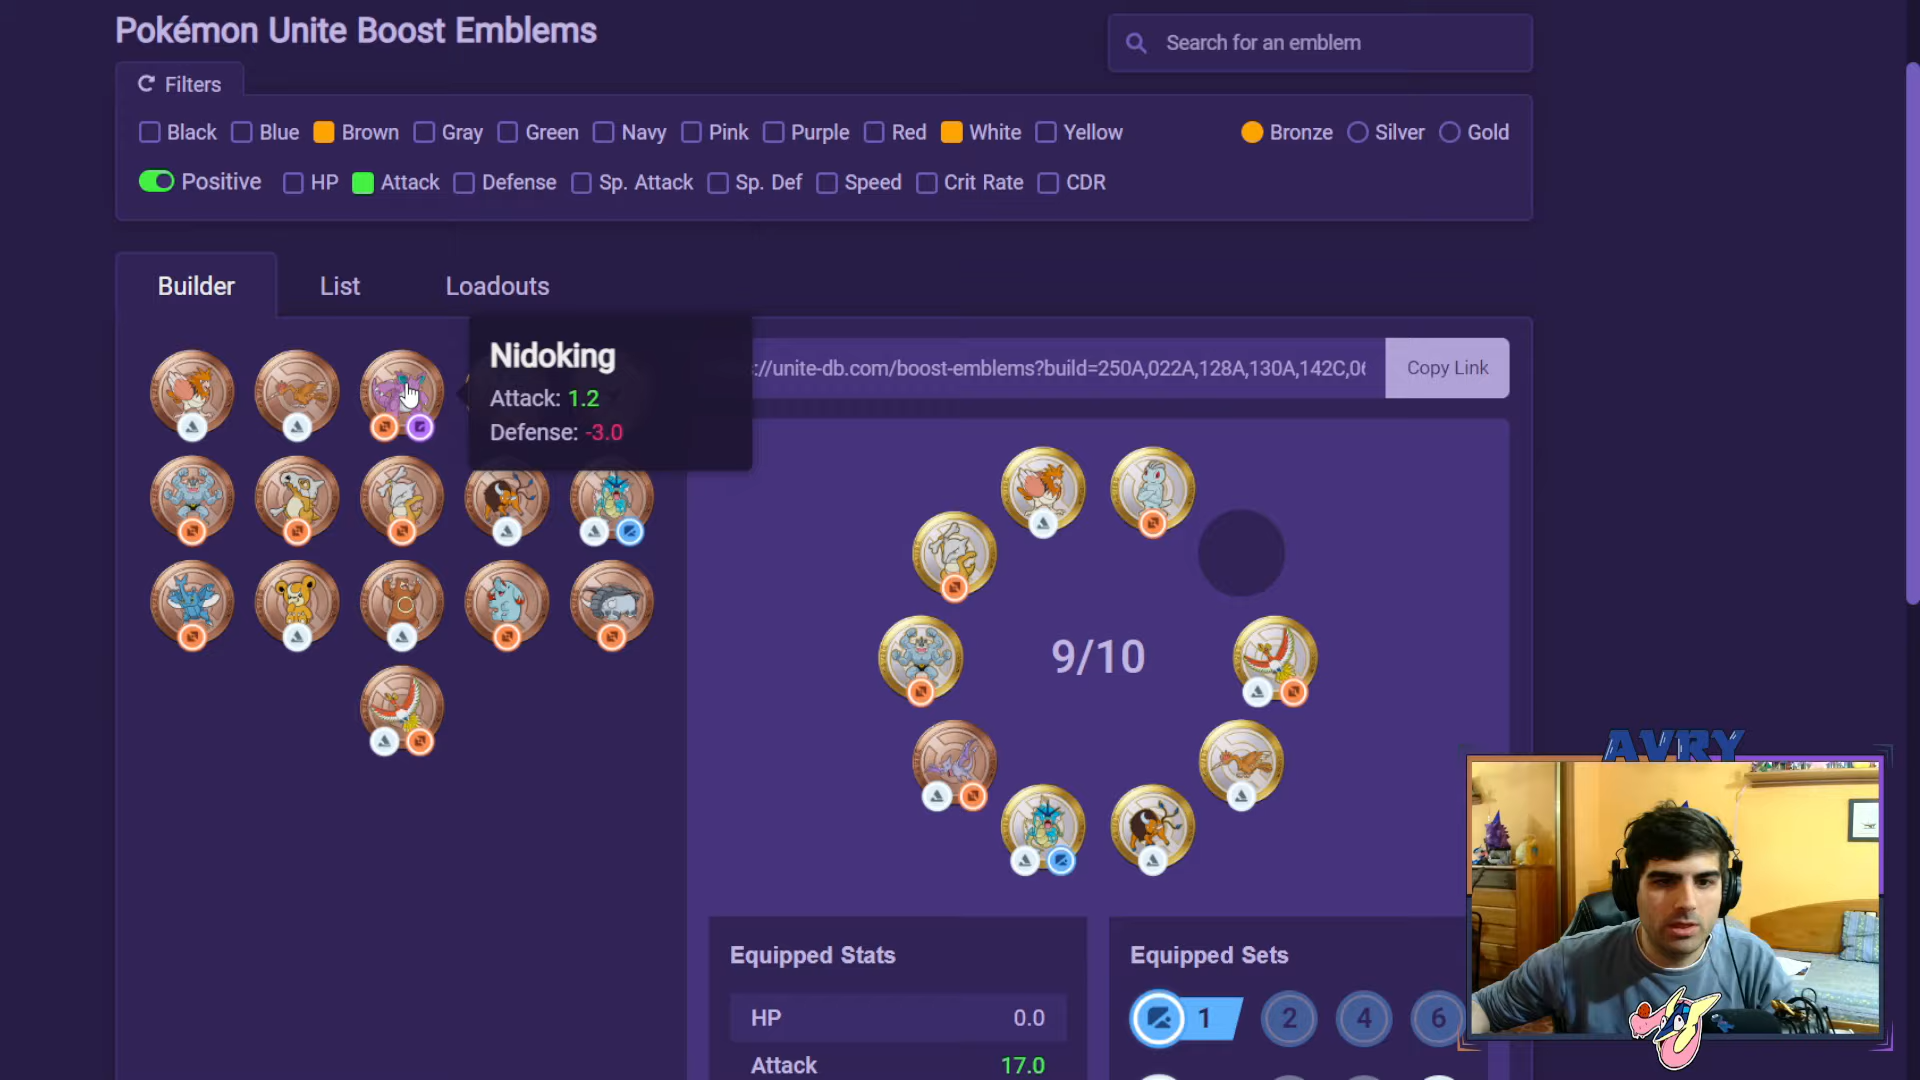 Pokémon Unite Boost Emblems
Search for an emblem
Filters
Black Blue Brown Gray Green Navy Pink Purple Red White Yellow Bronze Silver Gold
Positive HP Attack Defense Sp. Attack Sp. Def Speed Crit Rate CDR
Builder List Loadouts
Nidoking
Attack: 1.2
Defense: -3.0
://unite-db.com/boost-emblems?build=250A,022A,128A,130A,142C,06
Copy Link
9/10
AVRY
Equipped Stats
HP 0.0
Attack 17.0
Equipped Sets
1 2 4 6